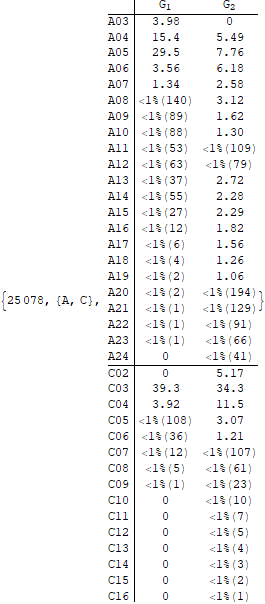 G₁ G₂
A03 3.98 0
A04 15.4 5.49
A05 29.5 7.76
A06 3.56 6.18
A07 1.34 2.58
A08 <1%(140) 3.12
A09 <1%(89) 1.62
A10 <1%(88) 1.30
A11 <1%(53) <1%(109)
A12 <1%(63) <1%(79)
A13 <1%(37) 2.72
A14 <1%(55) 2.28
A15 <1%(27) 2.29
A16 <1%(12) 1.82
A17 <1%(6) 1.56
A18 <1%(4) 1.26
A19 <1%(2) 1.06
A20 <1%(2) <1%(194)
{25078, {A, C}, A21 <1%(1) <1%(129)}
A22 <1%(1) <1%(91)
A23 <1%(1) <1%(66)
A24 0 <1%(41)
C02 0 5.17
C03 39.3 34.3
C04 3.92 11.5
C05 <1%(108) 3.07
C06 <1%(36) 1.21
C07 <1%(12) <1%(107)
C08 <1%(5) <1%(61)
C09 <1%(1) <1%(23)
C10 0 <1%(10)
C11 0 <1%(7)
C12 0 <1%(5)
C13 0 <1%(4)
C14 0 <1%(3)
C15 0 <1%(2)
C16 0 <1%(1)